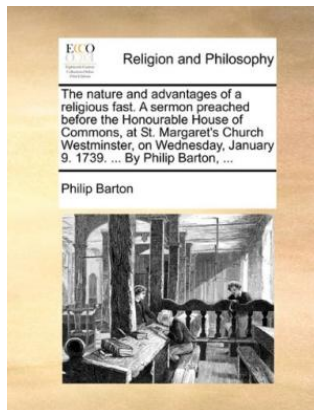 ECCO
Religion and Philosophy
The nature and advantages of a
religious fast. A sermon preached
before the Honourable House of
Commons, at St. Margaret's Church
Westminster, on Wednesday, January
9. 1739. ... By Philip Barton, ...
Philip Barton